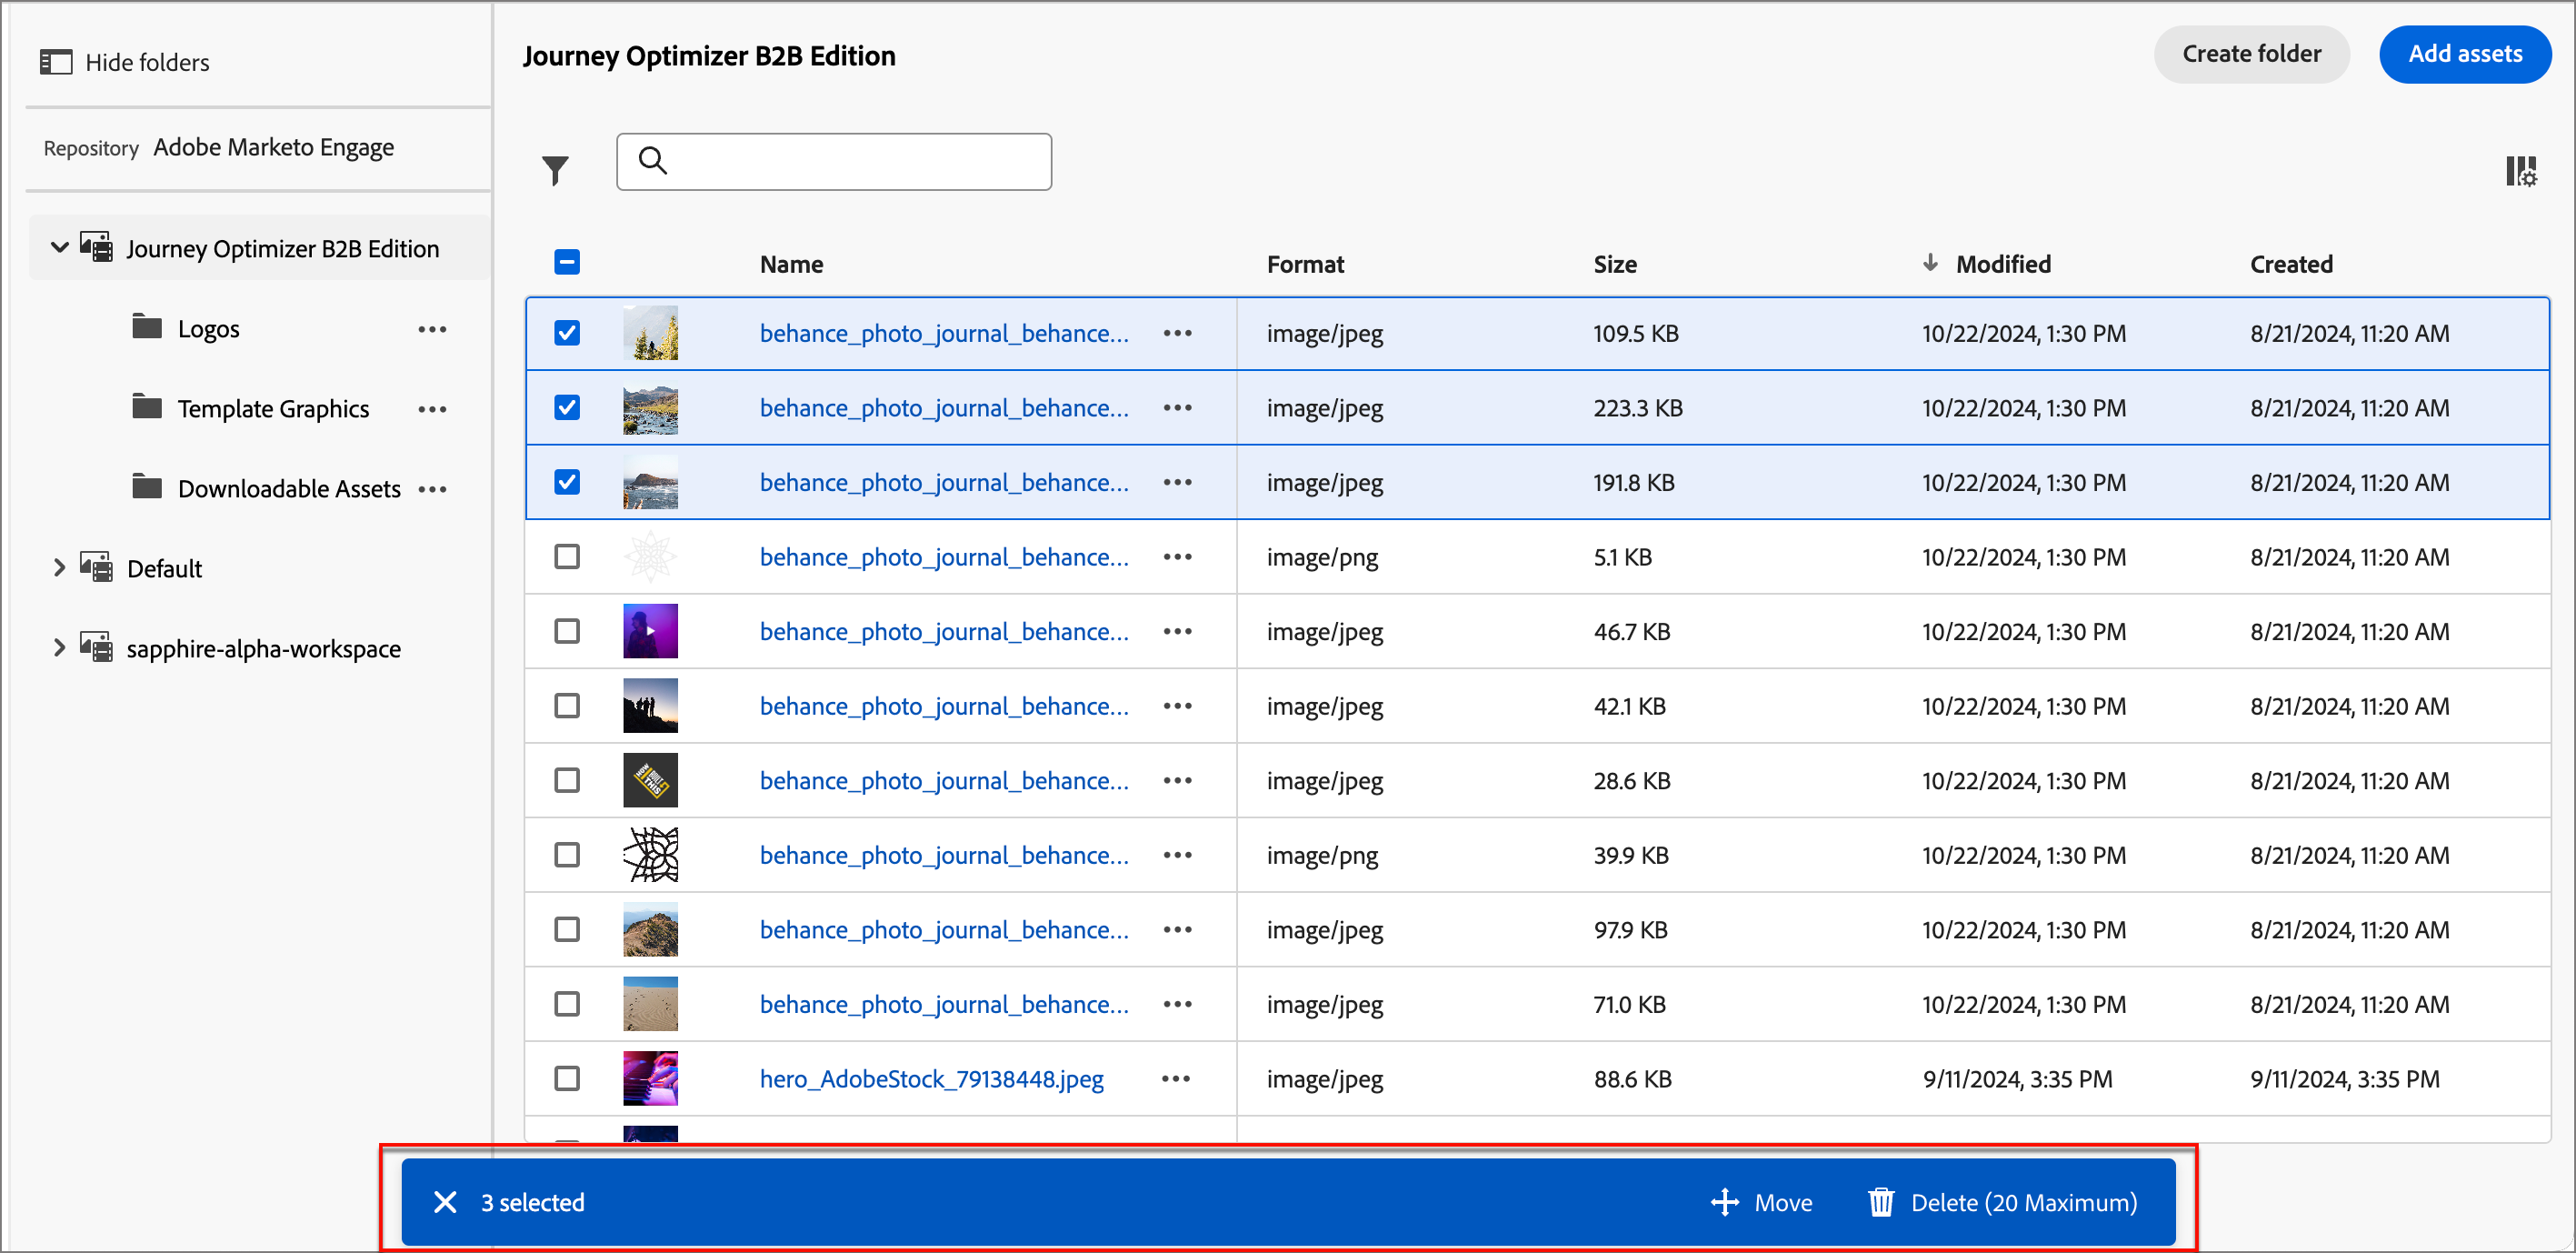 Hide folders
Repository Adobe Marketo Engage
Journey Optimizer B2B Edition
Logos
Template Graphics
Downloadable Assets
Default
sapphire-alpha-workspace
Journey Optimizer B2B Edition
Create folder
Add assets
Name Format Size Modified Created
behance_photo_journal_behance... image/jpeg 109.5 KB 10/22/2024, 1:30 PM 8/21/2024, 11:20 AM
behance_photo_journal_behance... image/jpeg 223.3 KB 10/22/2024, 1:30 PM 8/21/2024, 11:20 AM
behance_photo_journal_behance... image/jpeg 191.8 KB 10/22/2024, 1:30 PM 8/21/2024, 11:20 AM
behance_photo_journal_behance... image/png 5.1 KB 10/22/2024, 1:30 PM 8/21/2024, 11:20 AM
behance_photo_journal_behance... image/jpeg 46.7 KB 10/22/2024, 1:30 PM 8/21/2024, 11:20 AM
behance_photo_journal_behance... image/jpeg 42.1 KB 10/22/2024, 1:30 PM 8/21/2024, 11:20 AM
behance_photo_journal_behance... image/jpeg 28.6 KB 10/22/2024, 1:30 PM 8/21/2024, 11:20 AM
behance_photo_journal_behance... image/png 39.9 KB 10/22/2024, 1:30 PM 8/21/2024, 11:20 AM
behance_photo_journal_behance... image/jpeg 97.9 KB 10/22/2024, 1:30 PM 8/21/2024, 11:20 AM
behance_photo_journal_behance... image/jpeg 71.0 KB 10/22/2024, 1:30 PM 8/21/2024, 11:20 AM
hero_AdobeStock_79138448.jpeg image/jpeg 88.6 KB 9/11/2024, 3:35 PM 9/11/2024, 3:35 PM
3 selected Move Delete (20 Maximum)